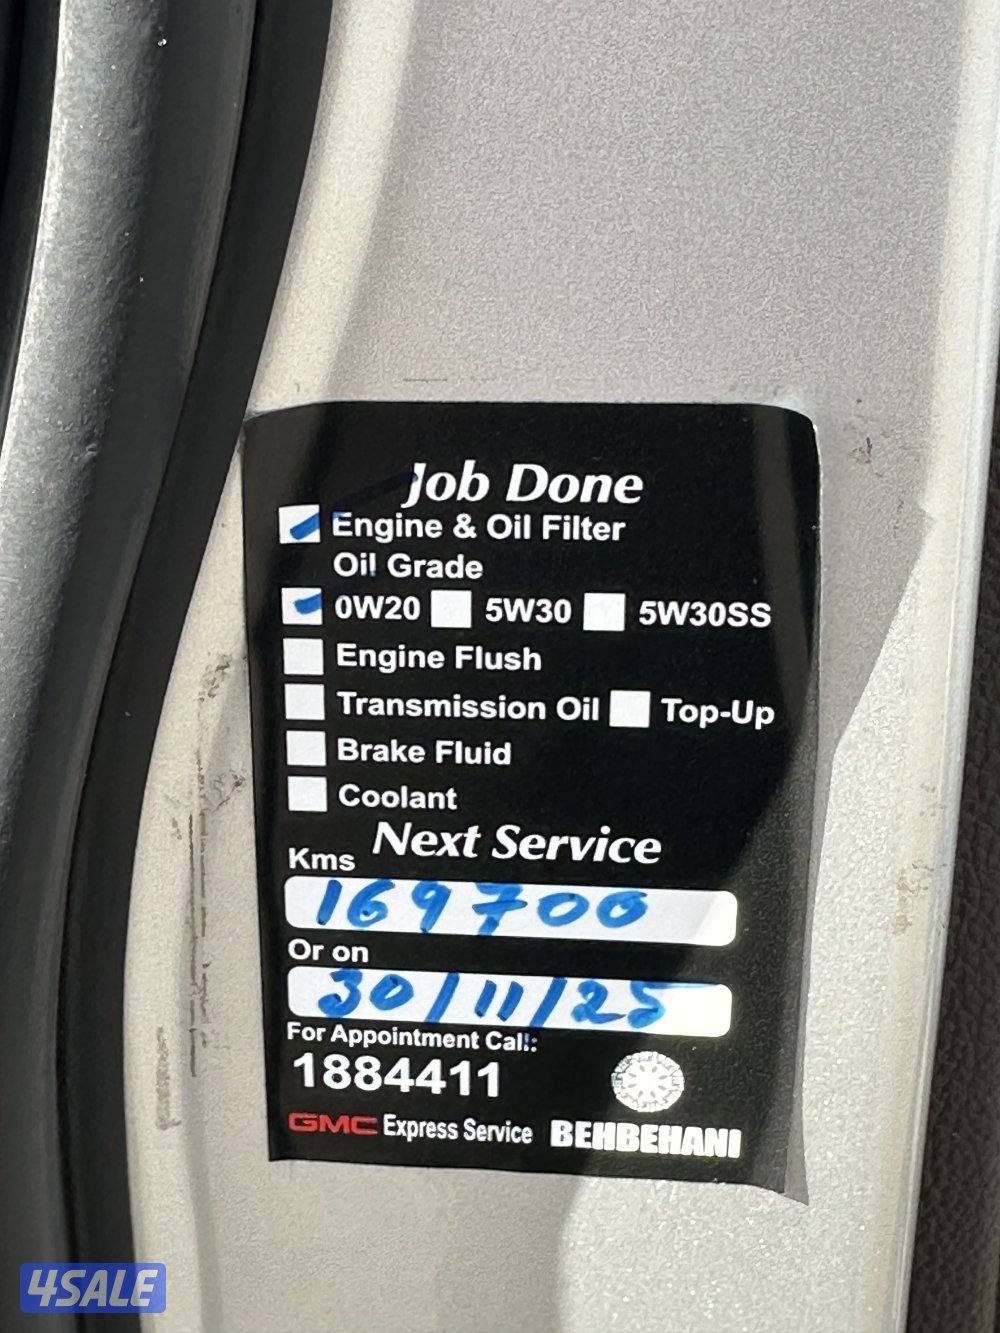 Job Done
Engine & Oil Filter
Oil Grade
0W20 5W30 5W30SS
Engine Flush
Transmission Oil Top-Up
Brake Fluid
Coolant
Next Service
Kms
169700
Or on
30/11/25
For Appointment Call:
1884411
GMC Express Service BEHBEHANI
4SALE